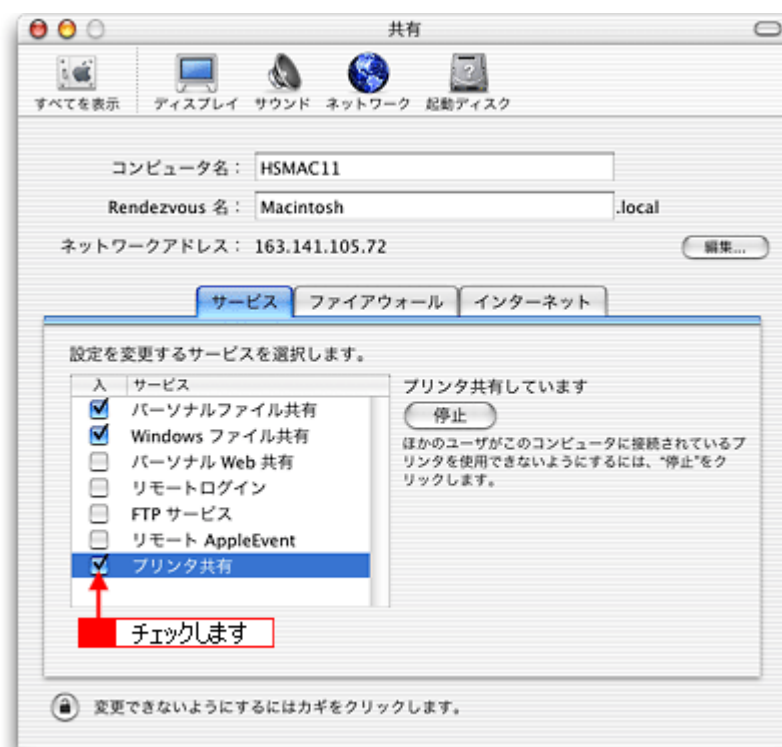 共有
すべてを表示 ディスプレイ サウンド ネットワーク 起動ディスク
コンピュータ名： HSMAC11
Rendezvous 名： Macintosh .local
ネットワークアドレス： 163.141.105.72 編集...
サービス ファイアウォール インターネット
設定を変更するサービスを選択します。
入 サービス
パーソナルファイル共有
Windows ファイル共有
パーソナル Web 共有
リモートログイン
FTP サービス
リモート AppleEvent
プリンタ共有
プリンタ共有しています
停止
ほかのユーザがこのコンピュータに接続されているプ
リンタを使用できないようにするには、“停止”をク
リックします。
チェックします
変更できないようにするにはカギをクリックします。